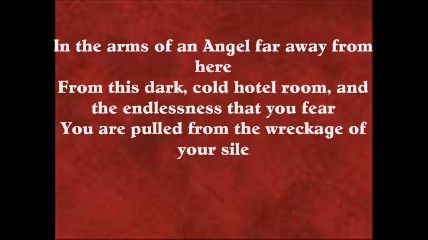 In the arms of an Angel far away from
here
From this dark, cold hotel room, and
the endlessness that you fear
You are pulled from the wreckage of
your sile